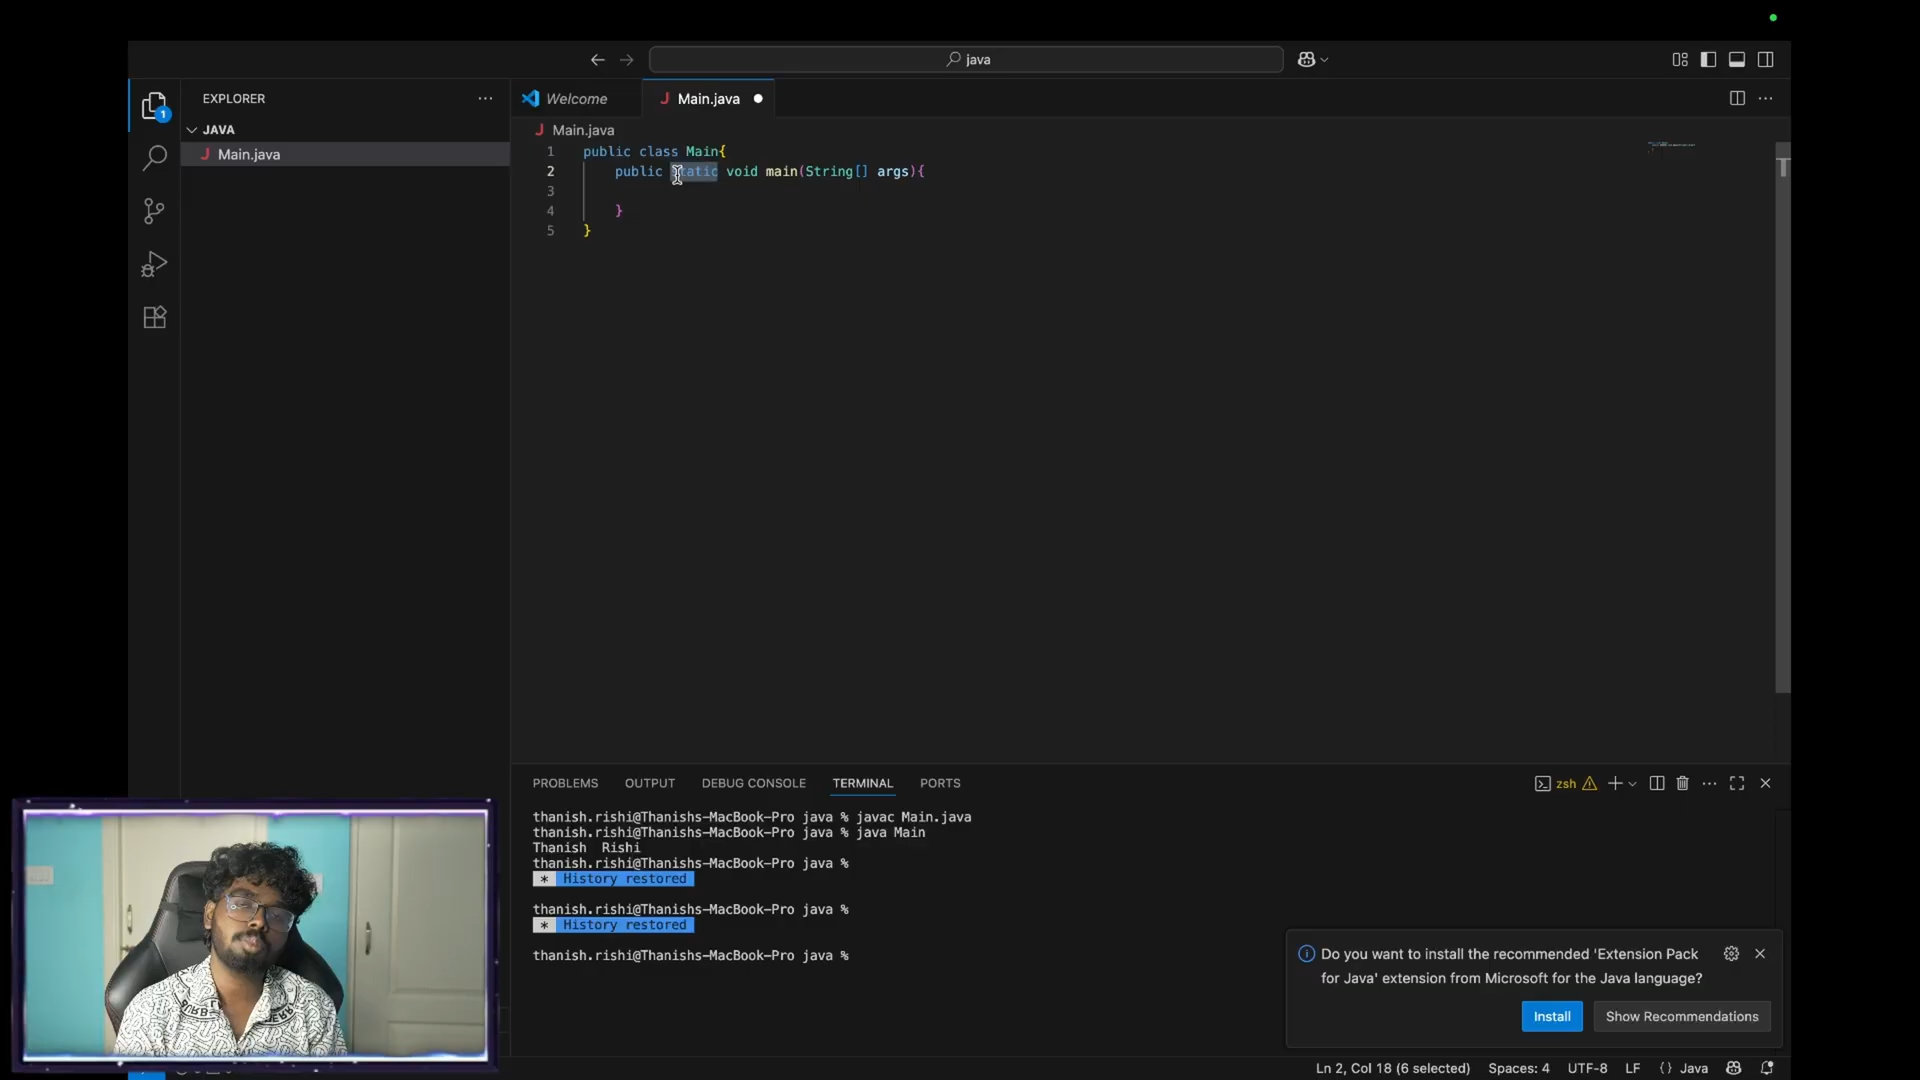 java
EXPLORER
Welcome
Main.java
JAVA
Main.java
1
Main.java
1 public class Main{
2 public static void main(String[] args){
3
4 }
5 }
PROBLEMS OUTPUT DEBUG CONSOLE TERMINAL PORTS
zsh
thanish.rishi@Thanishs-MacBook-Pro java % javac Main.java
thanish.rishi@Thanishs-MacBook-Pro java % java Main
Thanish  Rishi
thanish.rishi@Thanishs-MacBook-Pro java %
* History restored
thanish.rishi@Thanishs-MacBook-Pro java %
* History restored
thanish.rishi@Thanishs-MacBook-Pro java %
Do you want to install the recommended 'Extension Pack
for Java' extension from Microsoft for the Java language?
Install
Show Recommendations
Ln 2, Col 18 (6 selected) Spaces: 4 UTF-8 LF {} Java